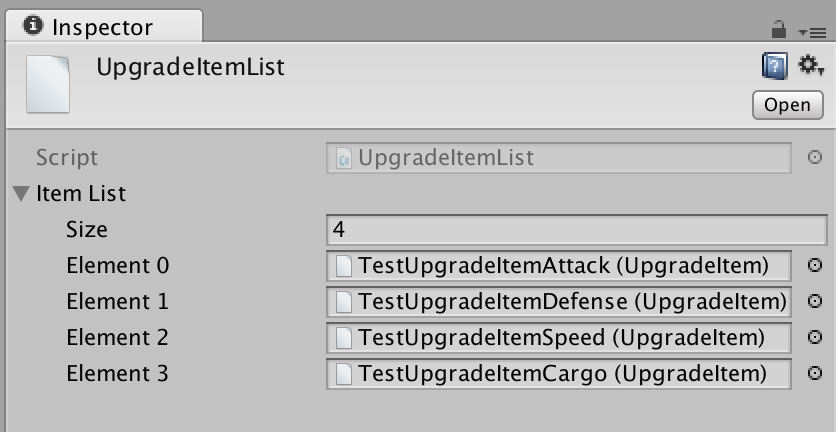 Inspector
UpgradeItemList
Open
Script UpgradeItemList
Item List
Size 4
Element 0 TestUpgradeItemAttack (UpgradeItem)
Element 1 TestUpgradeItemDefense (UpgradeItem)
Element 2 TestUpgradeItemSpeed (UpgradeItem)
Element 3 TestUpgradeItemCargo (UpgradeItem)